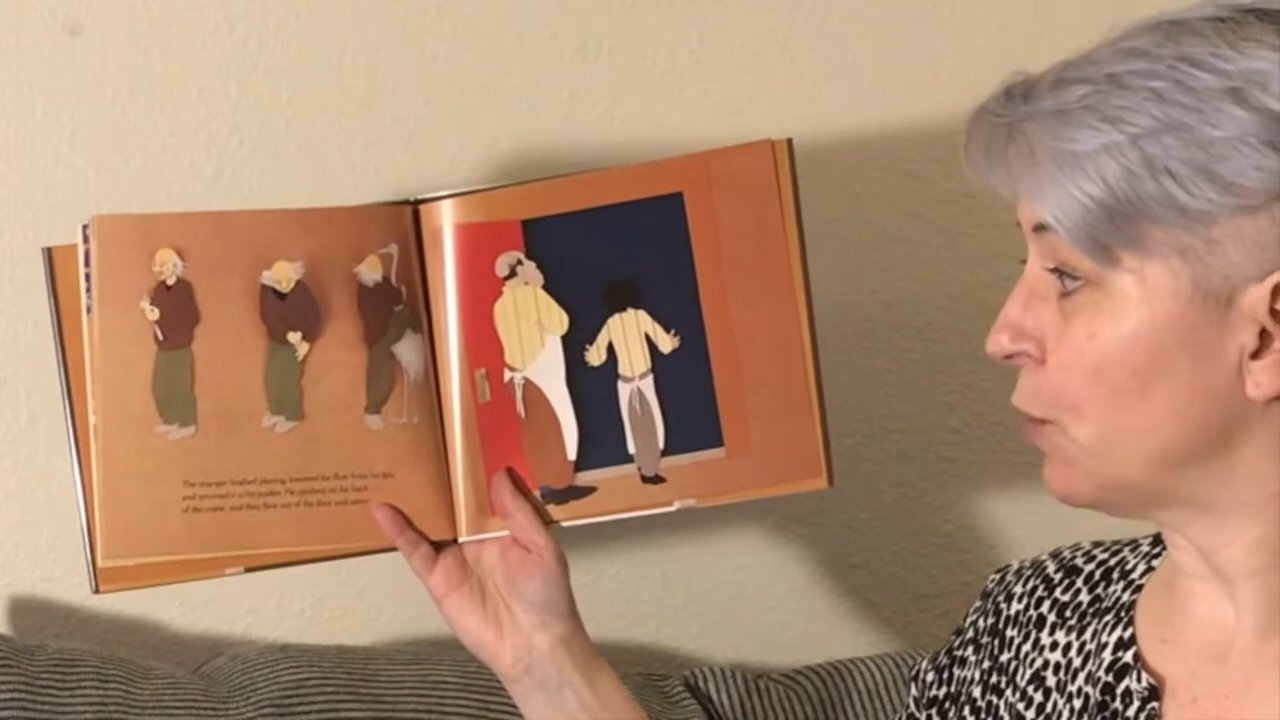 The stranger finished playing, lowered the flute from his lips,
and returned it to his pocket. He climbed on the back
of the crane, and they flew out of the door and away.